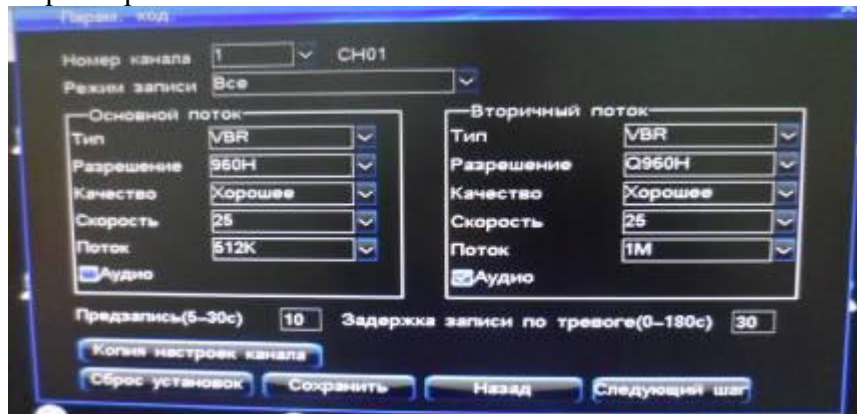 Парам. код.
Номер канала 1 CH01
Режим записи Все
Основной поток
Тип VBR
Разрешение 960H
Качество Хорошее
Скорость 25
Поток 512K
Аудио
Вторичный поток
Тип VBR
Разрешение Q960H
Качество Хорошее
Скорость 25
Поток 1M
Аудио
Предзапись(5-30с) 10 Задержка записи по тревоге(0-180с) 30
Копия настроек канала
Сброс установок Сохранить Назад Следующий шаг